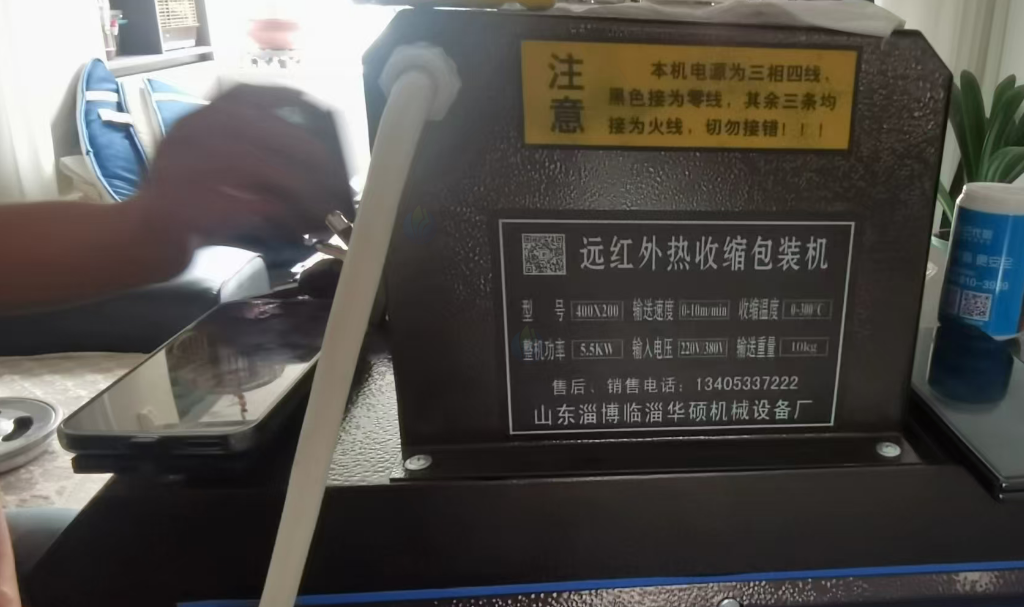 注意
本机电源为三相四线、
黑色接为零线，其余三条均
接为火线，切勿接错！！！
远红外热收缩包装机
型 号 400X200 输送速度 0-10m/min 收缩温度 0-300℃
整机功率 5.5KW 输入电压 220V/380V 输送重量 10kg
售后、销售电话：13405337222
山东淄博临淄华硕机械设备厂